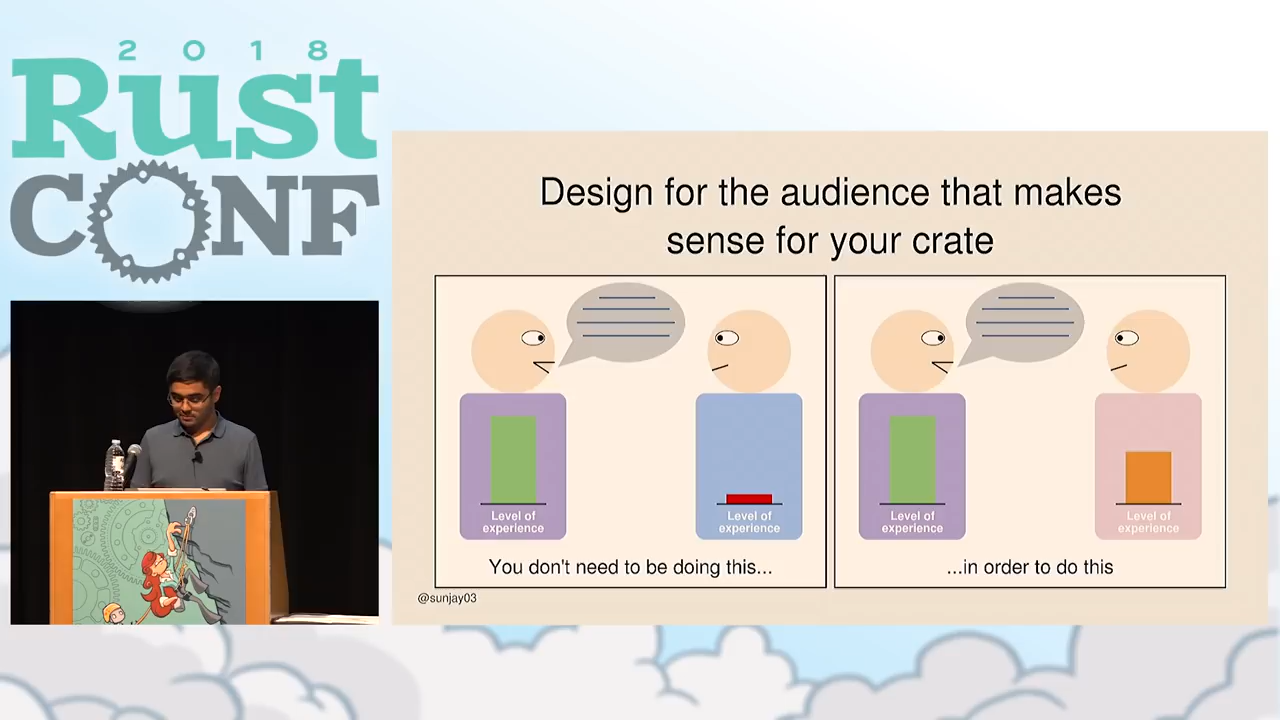 2018
Rust
CONF
Design for the audience that makes
sense for your crate
Level of
experience
Level of
experience
You don't need to be doing this...
Level of
experience
Level of
experience
...in order to do this
@sunjay03